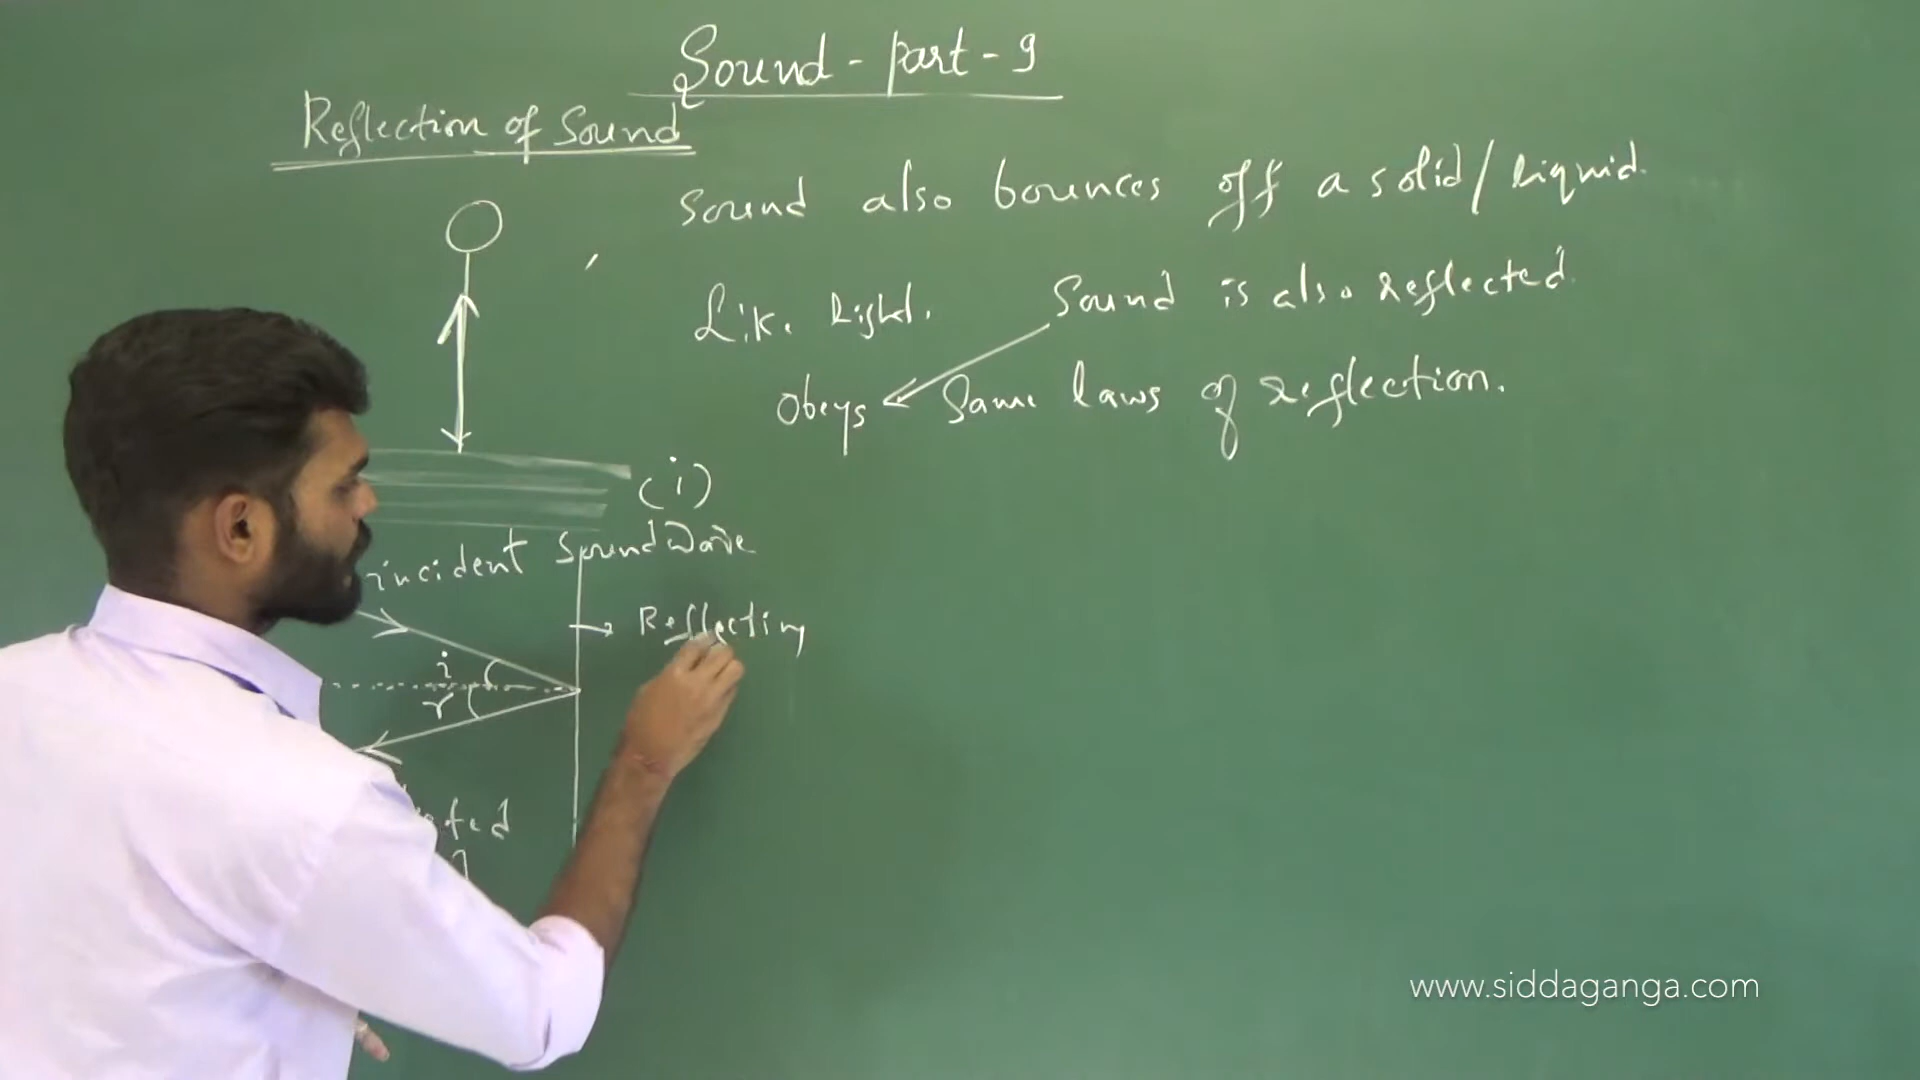 Sound - part - 9
Reflection of Sound
Sound also bounces off a solid/liquid.
Like light. Sound is also reflected.
Obeys Same laws of reflection.
(i)
incident Sound Wave
Reflecting
i
r
www.siddaganga.com